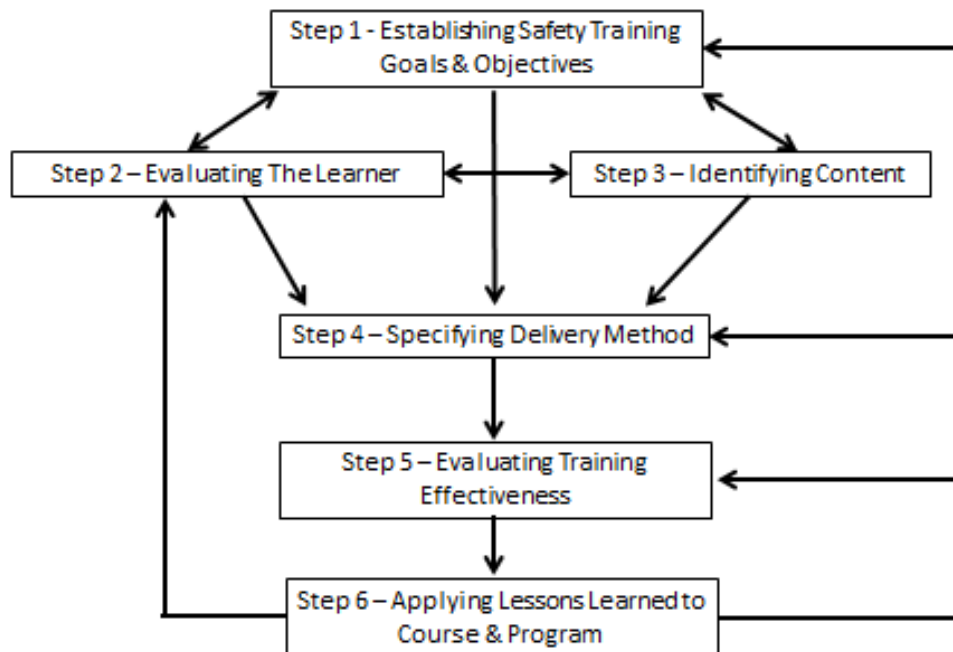 Step 1 - Establishing Safety Training
Goals & Objectives
Step 2 – Evaluating The Learner
Step 3 – Identifying Content
Step 4 – Specifying Delivery Method
Step 5 – Evaluating Training
Effectiveness
Step 6 – Applying Lessons Learned to
Course & Program